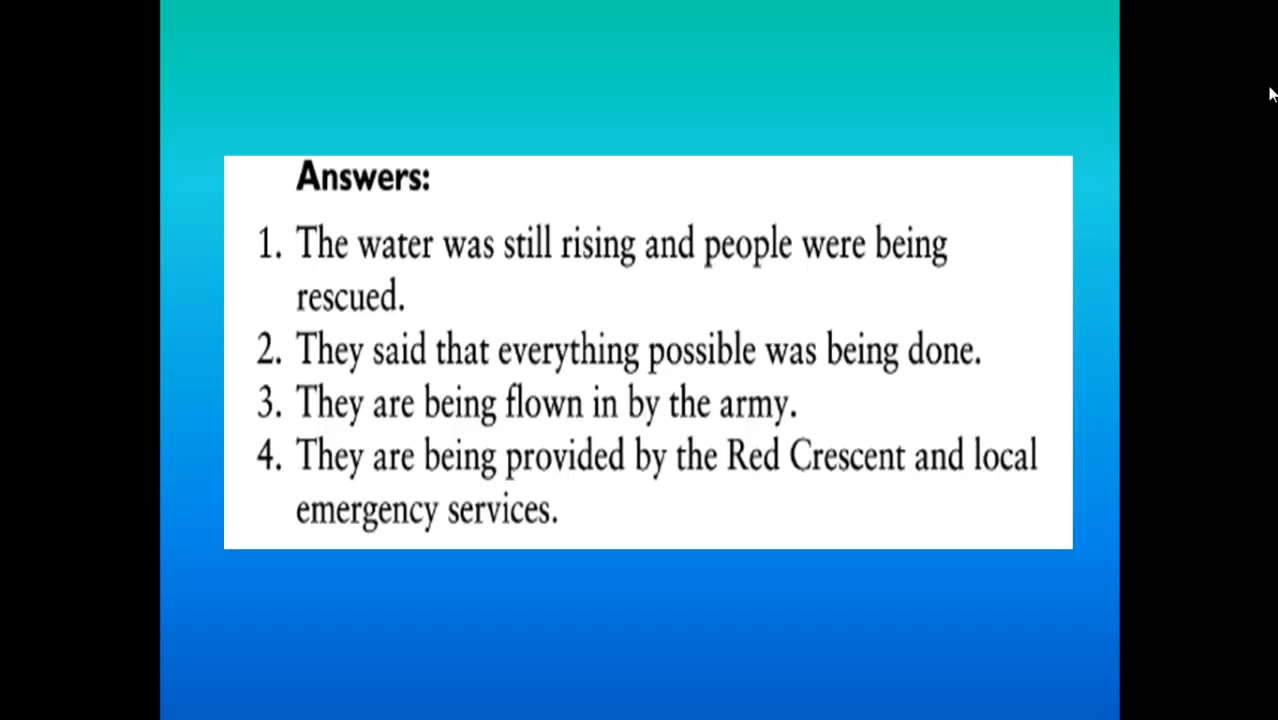 Answers:
1. The water was still rising and people were being
rescued.
2. They said that everything possible was being done.
3. They are being flown in by the army.
4. They are being provided by the Red Crescent and local
emergency services.